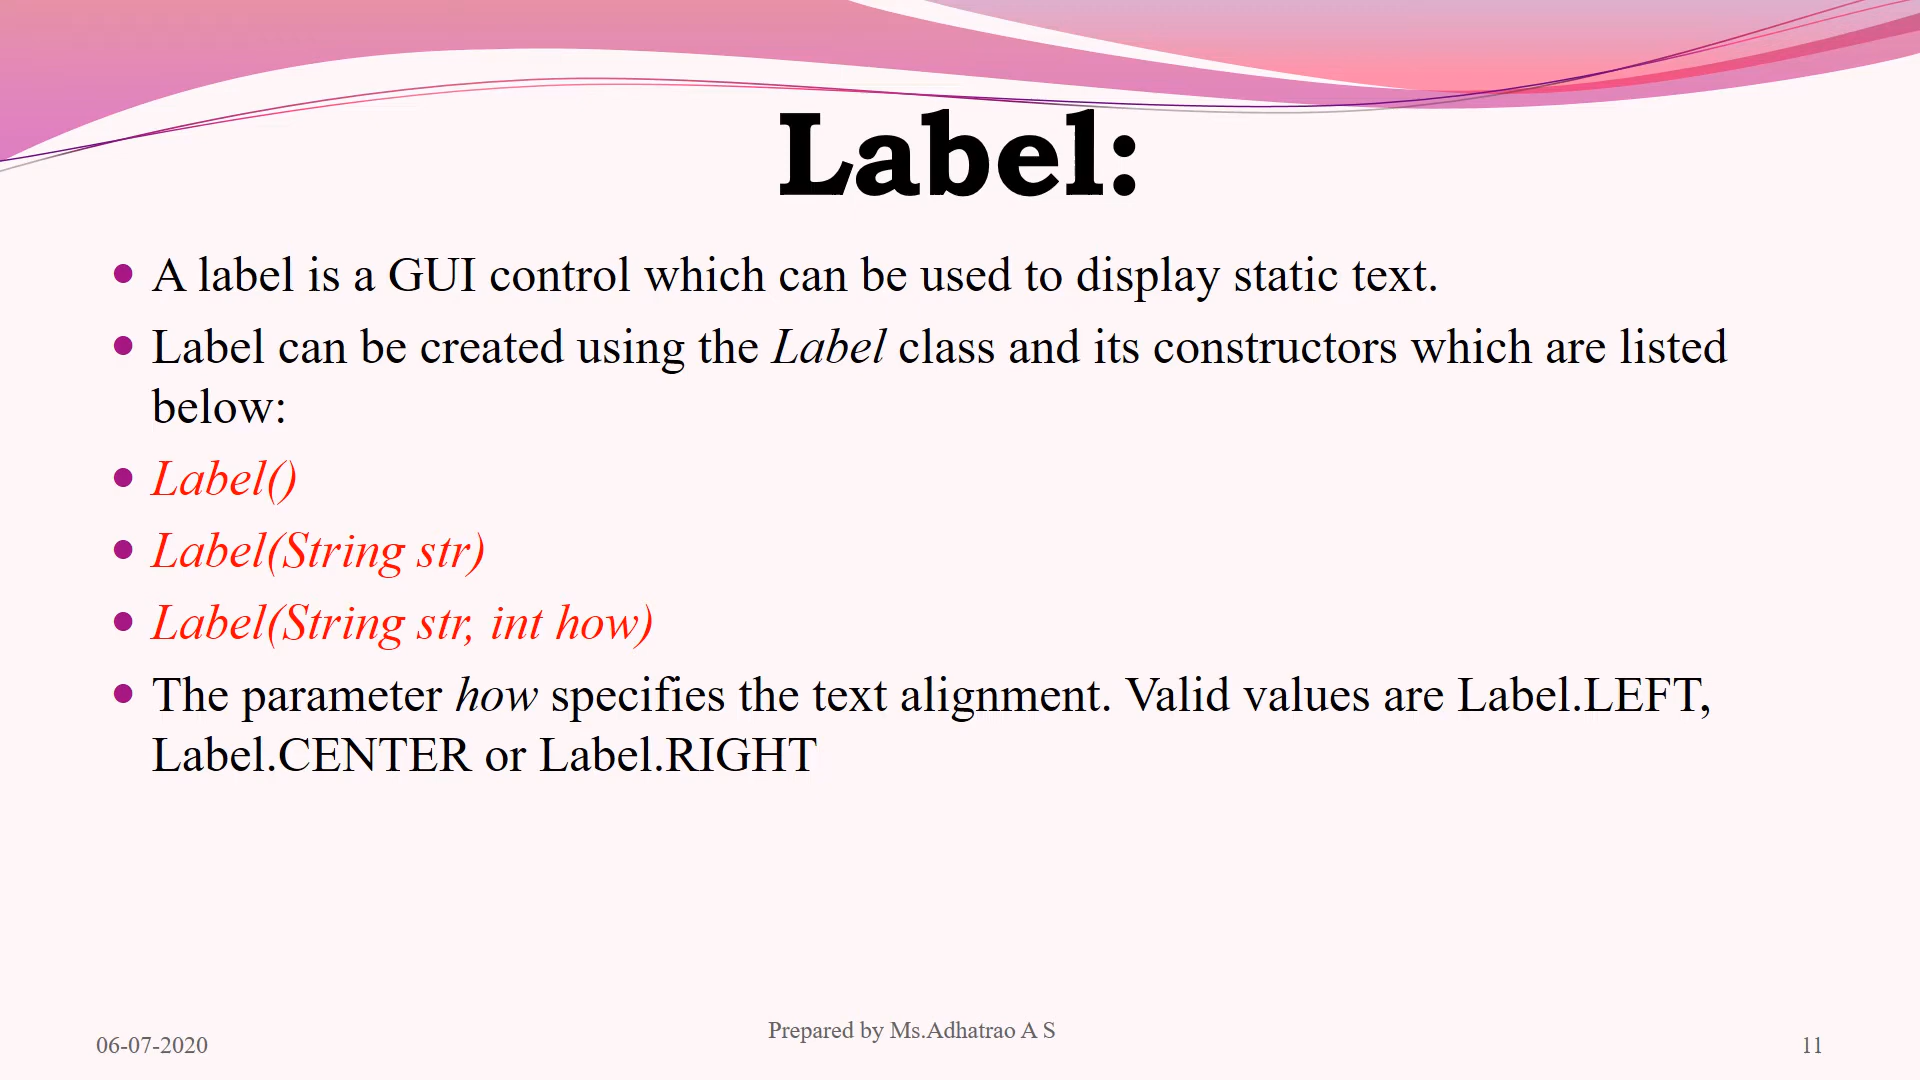 Label:
• A label is a GUI control which can be used to display static text.
• Label can be created using the Label class and its constructors which are listed
below:
• Label()
• Label(String str)
• Label(String str, int how)
• The parameter how specifies the text alignment. Valid values are Label.LEFT,
Label.CENTER or Label.RIGHT
06-07-2020
Prepared by Ms.Adhatrao A S
11